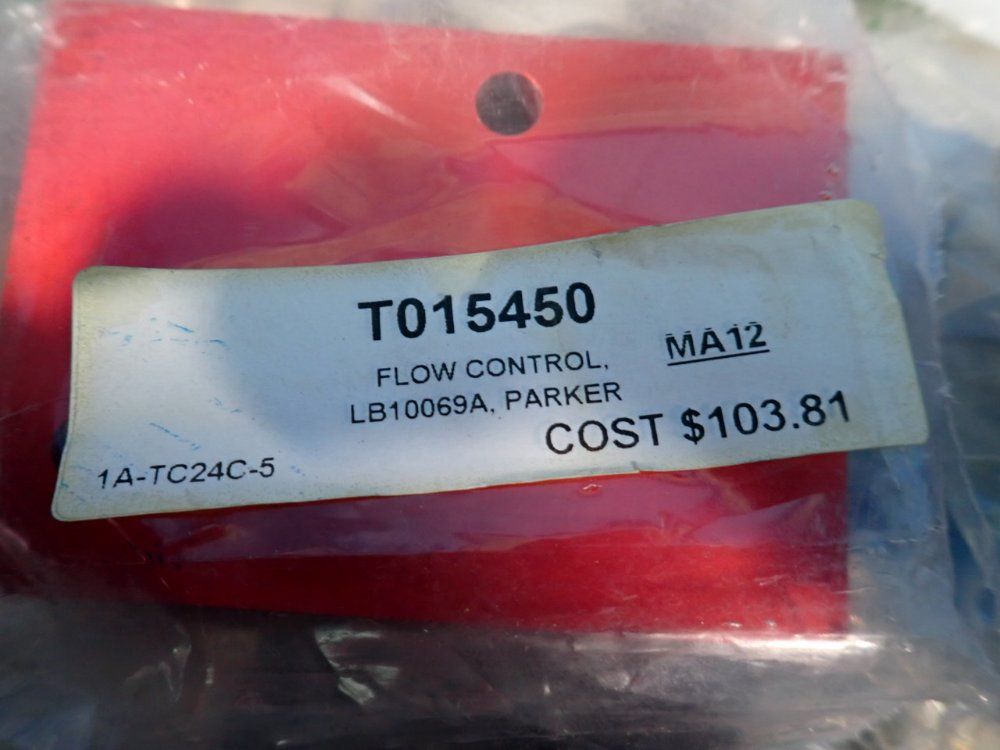 T015450
MA12
FLOW CONTROL,
LB10069A, PARKER
COST $103.81
1A-TC24C-5